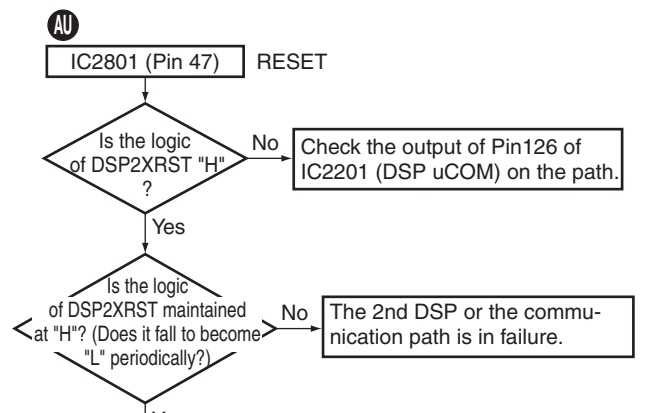 AU
IC2801 (Pin 47) RESET
Is the logic
of DSP2XRST "H"
?
No
Check the output of Pin126 of
IC2201 (DSP uCOM) on the path.
Yes
Is the logic
of DSP2XRST maintained
at "H"? (Does it fall to become
"L" periodically?)
No
The 2nd DSP or the commu-
nication path is in failure.